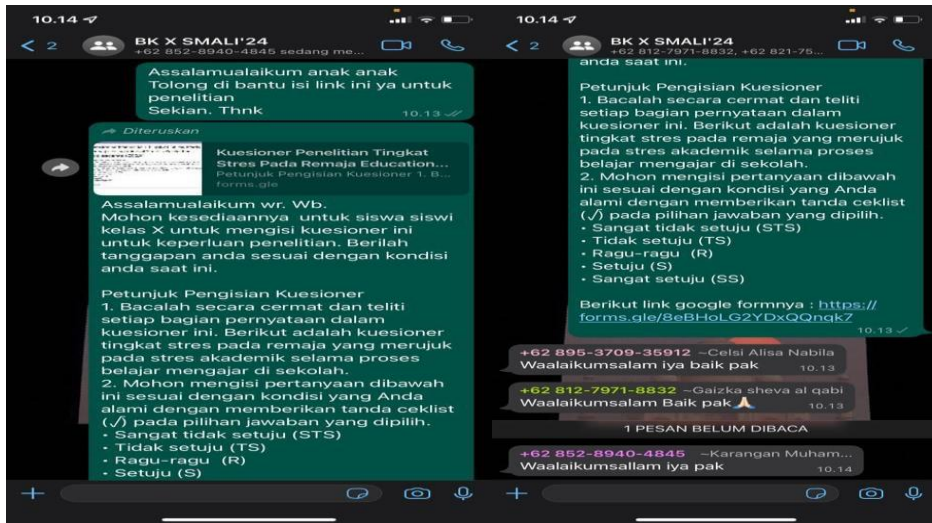 10.14
2
BK X SMALI'24
+62 852-8940-4845 sedang me...
Assalamualaikum anak anak
Tolong di bantu isi link ini ya untuk
penelitian
Sekian. Thnk
10.13
Diteruskan
Kuesioner Penelitian Tingkat
Stres Pada Remaja Education...
Petunjuk Pengisian Kuesioner 1. B...
forms.gle
Assalamualaikum wr. Wb.
Mohon kesediaannya untuk siswa siswi
kelas X untuk mengisi kuesioner ini
untuk keperluan penelitian. Berilah
tanggapan anda sesuai dengan kondisi
anda saat ini.
Petunjuk Pengisian Kuesioner
1. Bacalah secara cermat dan teliti
setiap bagian pernyataan dalam
kuesioner ini. Berikut adalah kuesioner
tingkat stres pada remaja yang merujuk
pada stres akademik selama proses
belajar mengajar di sekolah.
2. Mohon mengisi pertanyaan dibawah
ini sesuai dengan kondisi yang Anda
alami dengan memberikan tanda ceklist
(√) pada pilihan jawaban yang dipilih.
• Sangat tidak setuju (STS)
• Tidak setuju (TS)
• Ragu-ragu (R)
• Setuju (S)
10.14
2
BK X SMALI'24
+62 812-7971-8832, +62 821-75...
anda saat ini.
Petunjuk Pengisian Kuesioner
1. Bacalah secara cermat dan teliti
setiap bagian pernyataan dalam
kuesioner ini. Berikut adalah kuesioner
tingkat stres pada remaja yang merujuk
pada stres akademik selama proses
belajar mengajar di sekolah.
2. Mohon mengisi pernyataan dibawah
ini sesuai dengan kondisi yang Anda
alami dengan memberikan tanda ceklist
(√) pada pilihan jawaban yang dipilih.
• Sangat tidak setuju (STS)
• Tidak setuju (TS)
• Ragu-ragu (R)
• Setuju (S)
• Sangat setuju (SS)
Berikut link google formnya : https://
forms.gle/8eBHoLG2YDxQQnqk7
10.13
+62 895-3709-35912 ~Celsi Alisa Nabila
Waalaikumsalam iya baik pak 10.13
+62 812-7971-8832 ~Gaizka sheva al qabi
Waalaikumsalam Baik pak🙏 10.13
1 PESAN BELUM DIBACA
+62 852-8940-4845 ~Karangan Muham...
Waalaikumsallam iya pak 10.14